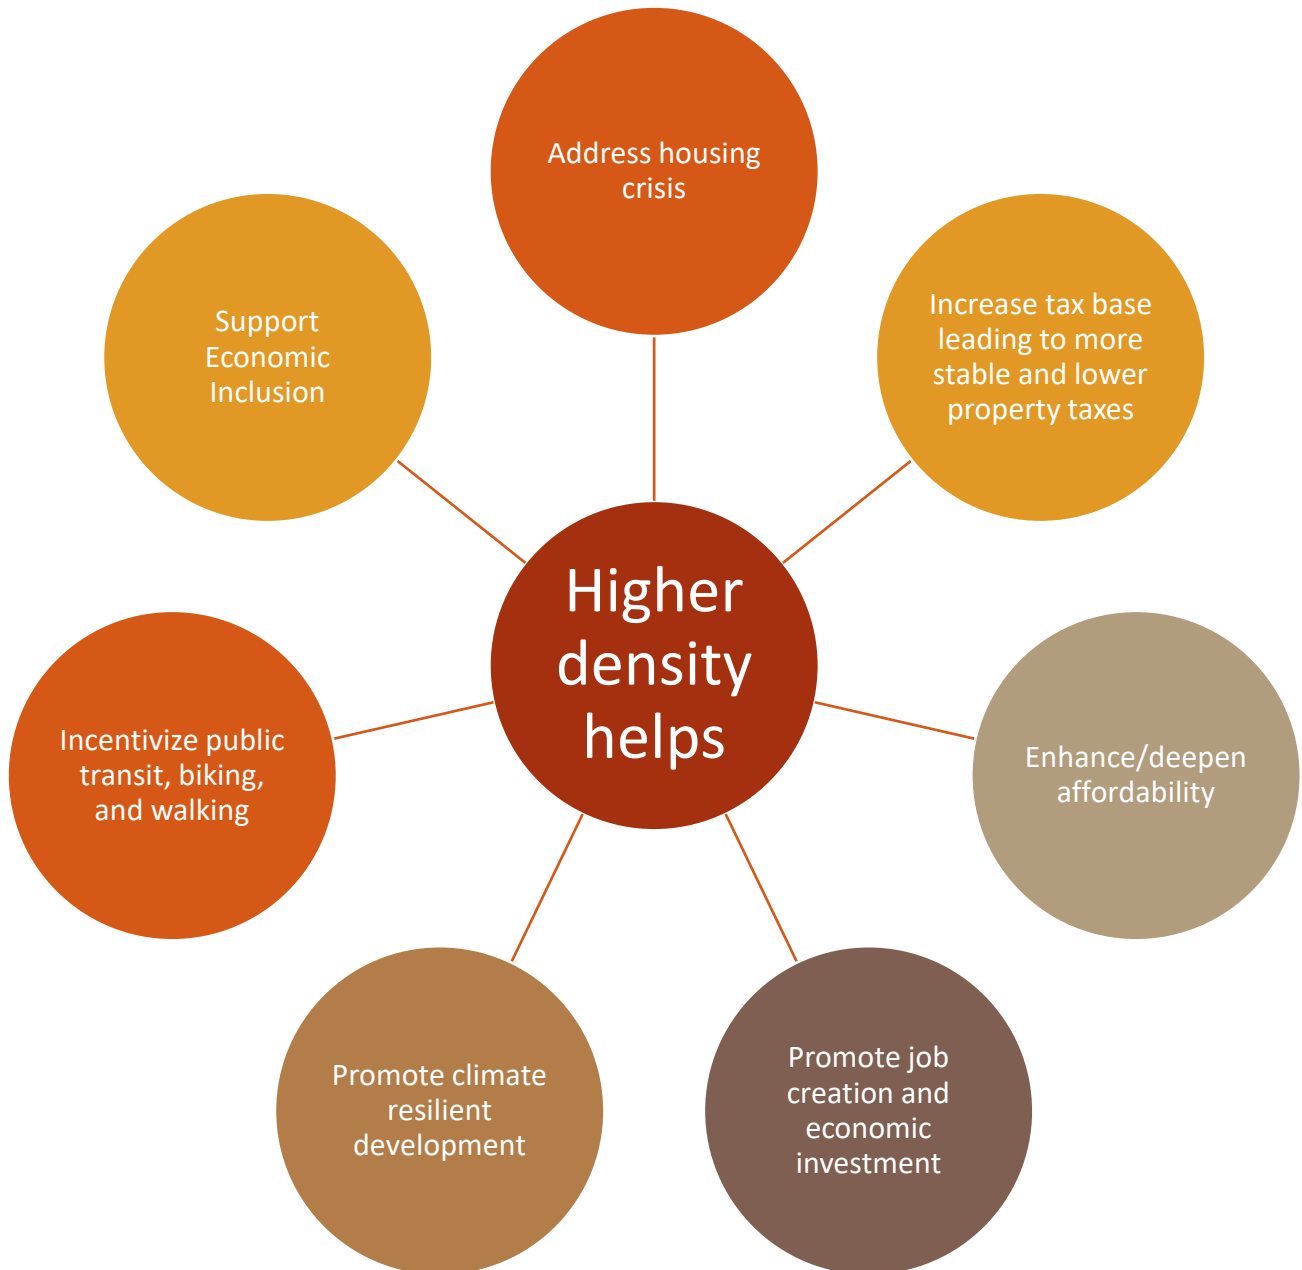 Address housing
crisis
Increase tax base
leading to more
stable and lower
property taxes
Enhance/deepen
affordability
Promote job
creation and
economic
investment
Promote climate
resilient
development
Incentivize public
transit, biking,
and walking
Support
Economic
Inclusion
Higher
density
helps